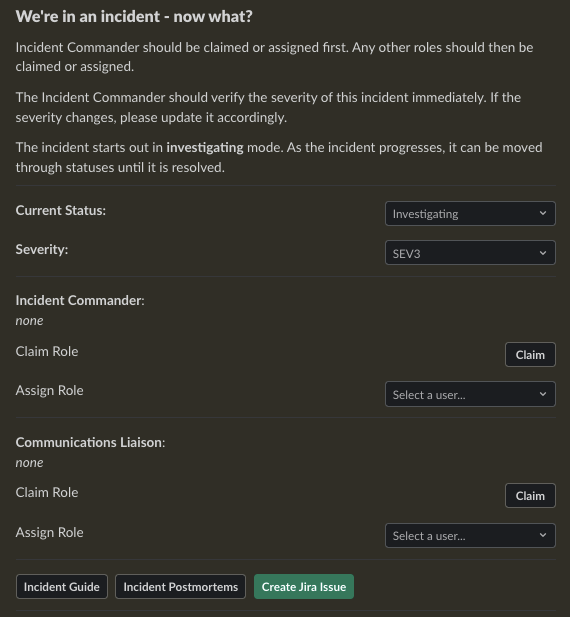 We're in an incident - now what?
Incident Commander should be claimed or assigned first. Any other roles should then be
claimed or assigned.
The Incident Commander should verify the severity of this incident immediately. If the
severity changes, please update it accordingly.
The incident starts out in investigating mode. As the incident progresses, it can be moved
through statuses until it is resolved.
Current Status:
Investigating
Severity:
SEV3
Incident Commander:
none
Claim Role
Claim
Assign Role
Select a user...
Communications Liaison:
none
Claim Role
Claim
Assign Role
Select a user...
Incident Guide
Incident Postmortems
Create Jira Issue